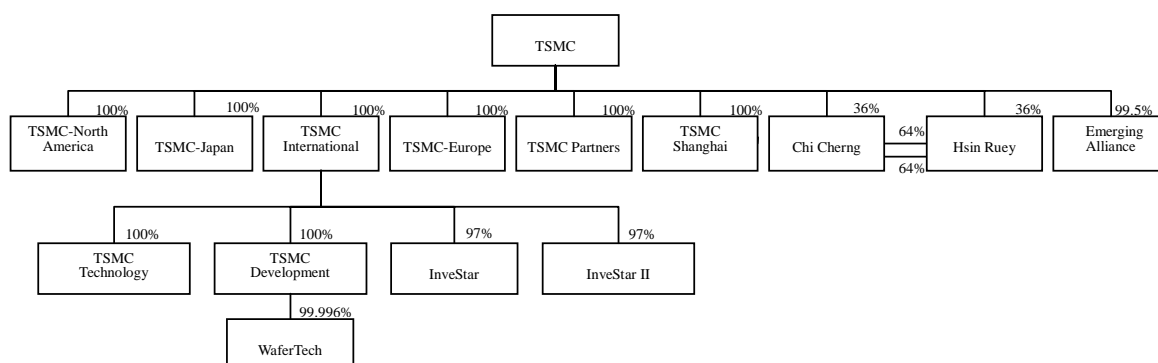 TSMC
100%
100%
100%
100%
100%
100%
36%
36%
99.5%
TSMC-North
America
TSMC-Japan
TSMC
International
TSMC-Europe
TSMC Partners
TSMC
Shanghai
Chi Cherng
64%
64%
Hsin Ruey
Emerging
Alliance
100%
100%
97%
97%
TSMC
Technology
TSMC
Development
InveStar
InveStar II
99.996%
WaferTech